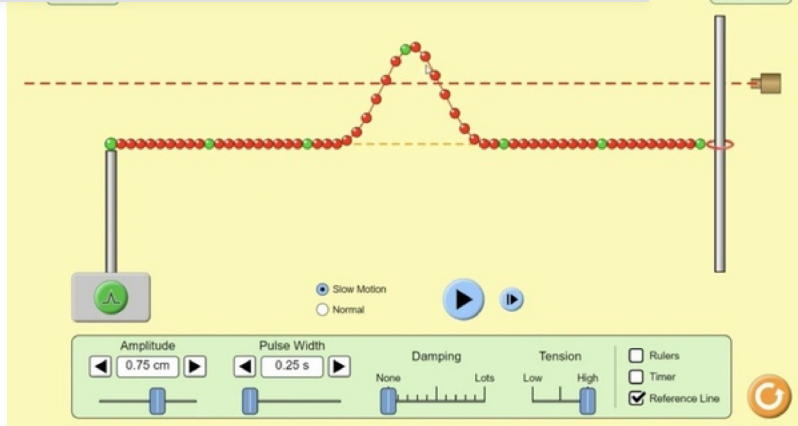 Slow Motion
Normal
Amplitude
0.75 cm
Pulse Width
0.25 s
Damping
None
Lots
Tension
Low
High
Rulers
Timer
Reference Line